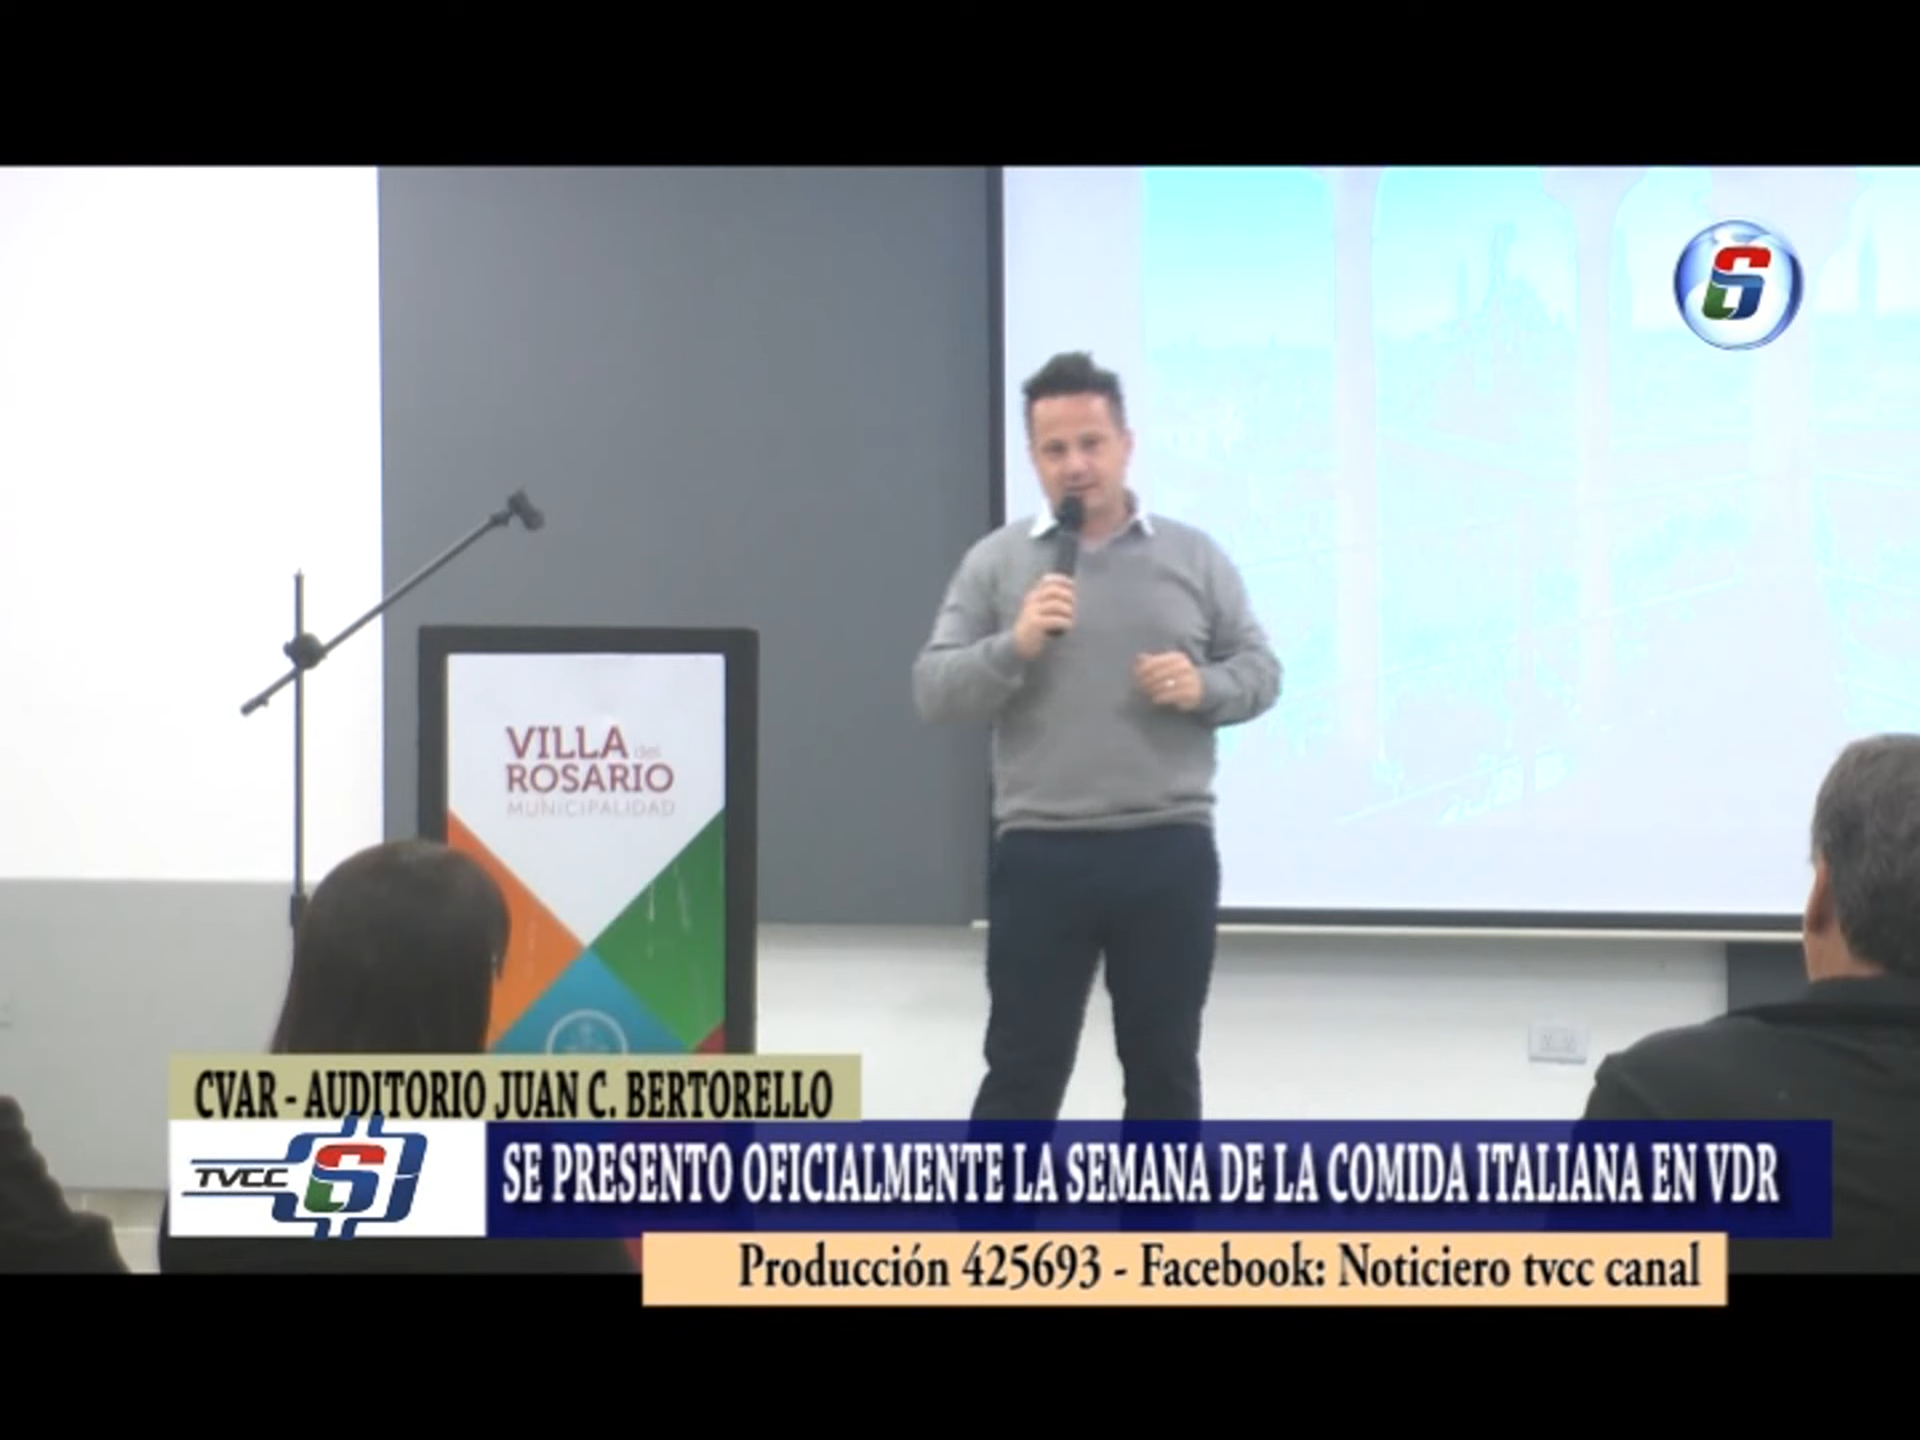 VILLA del
ROSARIO
MUNICIPALIDAD
CVAR - AUDITORIO JUAN C. BERTORELLO
TVCC 6
SE PRESENTO OFICIALMENTE LA SEMANA DE LA COMIDA ITALIANA EN VDR
Producción 425693 - Facebook: Noticiero tvcc canal